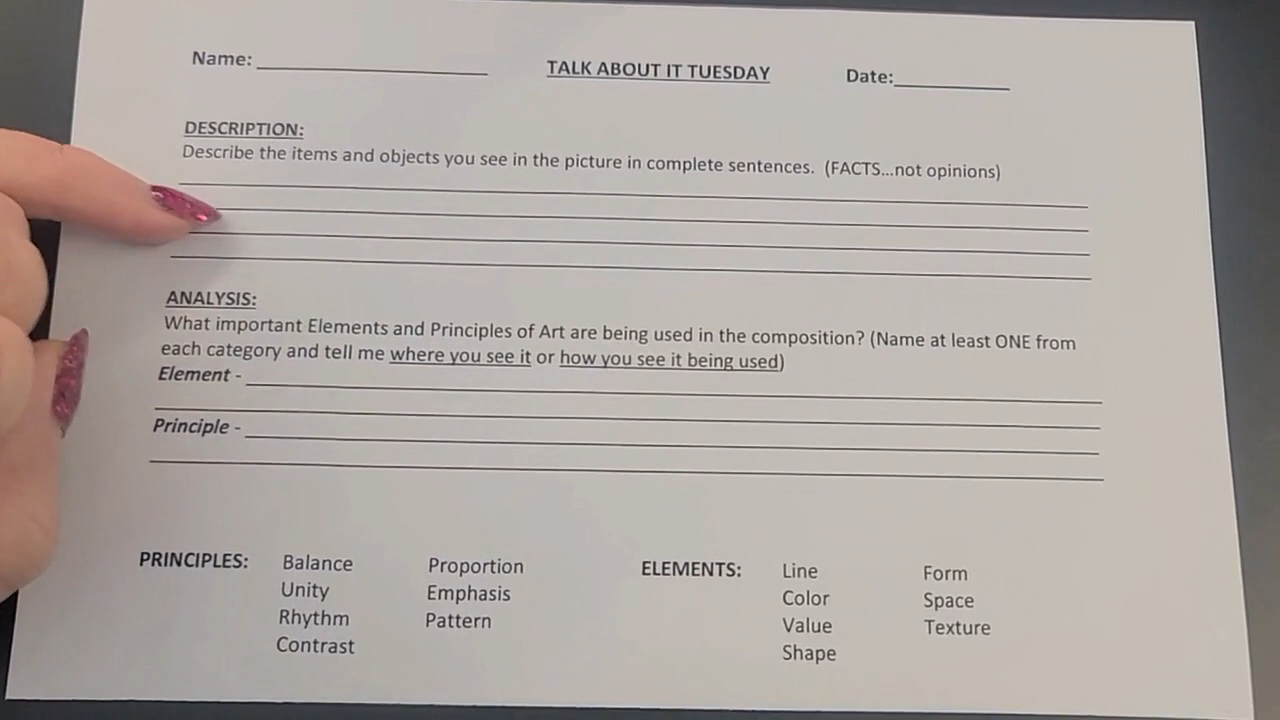 Name: ____________________ TALK ABOUT IT TUESDAY Date:__________
DESCRIPTION:
Describe the items and objects you see in the picture in complete sentences. (FACTS...not opinions)
ANALYSIS:
What important Elements and Principles of Art are being used in the composition? (Name at least ONE from
each category and tell me where you see it or how you see it being used)
Element -
Principle -
PRINCIPLES: Balance Proportion ELEMENTS: Line Form
Unity Emphasis Color Space
Rhythm Pattern Value Texture
Contrast Shape